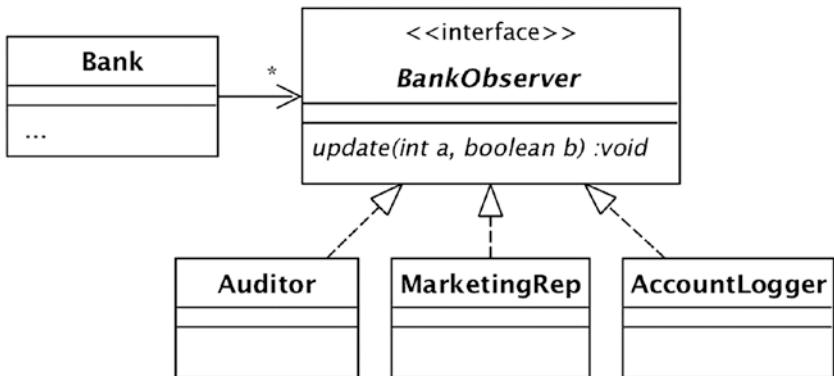 Bank
...
*
<<interface>>
BankObserver
update(int a, boolean b) :void
Auditor
MarketingRep
AccountLogger